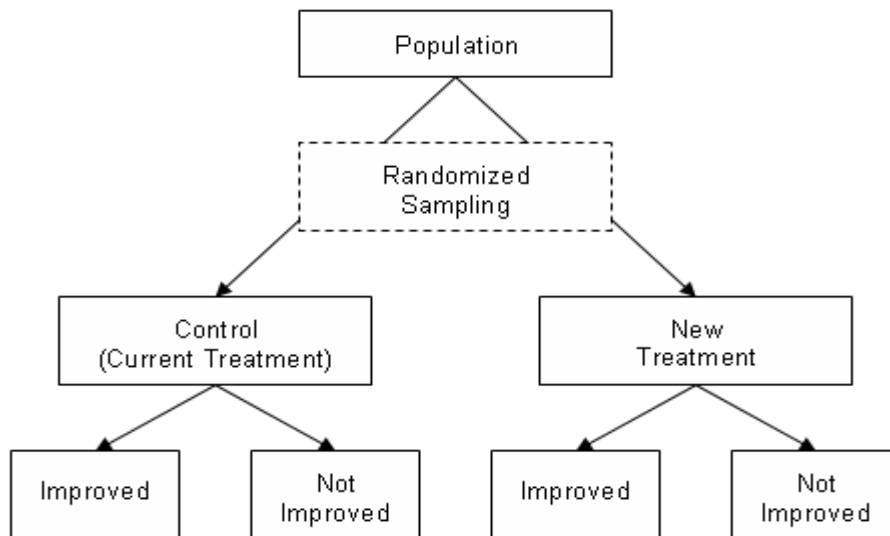 Population
Randomized
Sampling
Control
(Current Treatment)
New
Treatment
Improved
Not
Improved
Improved
Not
Improved